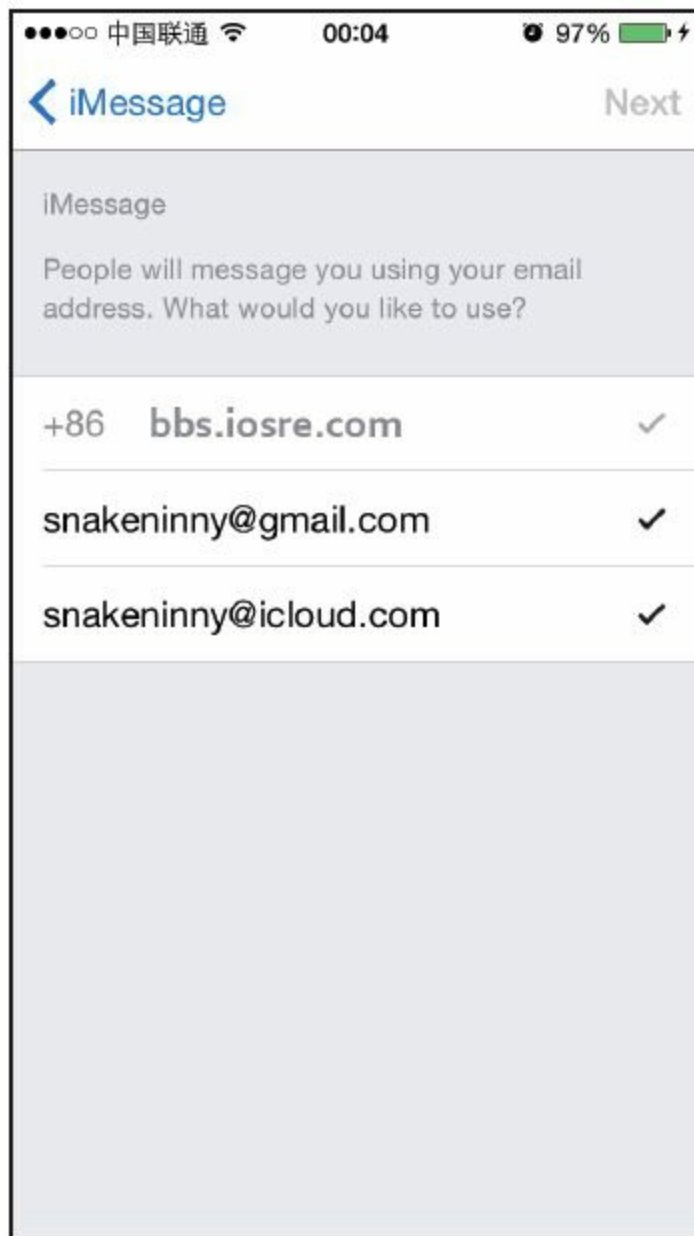 中国联通 00:04 97%
iMessage Next
iMessage
People will message you using your email
address. What would you like to use?
+86 bbs.iosre.com
snakeninny@gmail.com
snakeninny@icloud.com